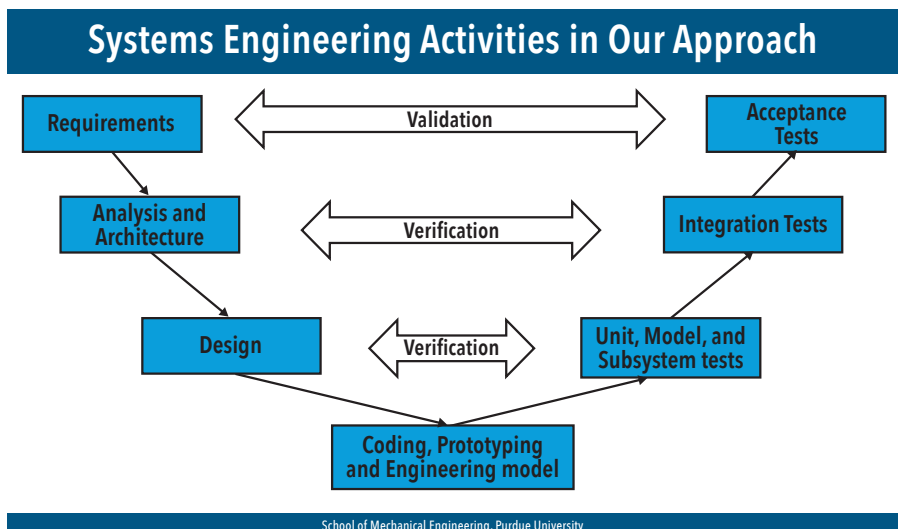 Systems Engineering Activities in Our Approach
Requirements
Validation
Acceptance
Tests
Analysis and
Architecture
Verification
Integration Tests
Design
Verification
Unit, Model, and
Subsystem tests
Coding, Prototyping
and Engineering model
School of Mechanical Engineering, Purdue University